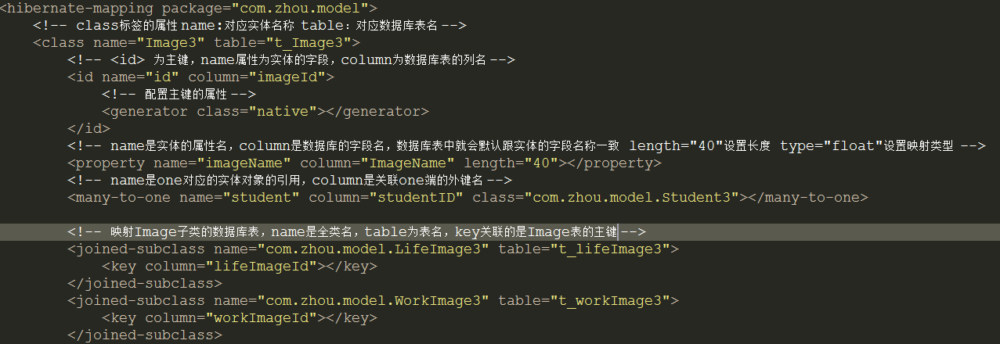 <hibernate-mapping package="com.zhou.model">
<!-- class标签的属性 name:对应实体名称 table：对应数据库表名 -->
<class name="Image3" table="t_Image3">
<!-- <id> 为主键，name属性为实体的字段，column为数据库表的列名 -->
<id name="id" column="imageId">
<!-- 配置主键的属性 -->
<generator class="native"></generator>
</id>
<!-- name是实体的属性名，column是数据库的字段名，数据库表中就会默认跟实体的字段名称一致 length="40"设置长度 type="float"设置映射类型 -->
<property name="imageName" column="ImageName" length="40"></property>
<!-- name是one对应的实体对象的引用，column是关联one端的外键名 -->
<many-to-one name="student" column="studentID" class="com.zhou.model.Student3"></many-to-one>
<!-- 映射Image子类的数据库表，name是全类名，table为表名，key关联的是Image表的主键 -->
<joined-subclass name="com.zhou.model.LifeImage3" table="t_lifeImage3">
<key column="lifeImageId"></key>
</joined-subclass>
<joined-subclass name="com.zhou.model.WorkImage3" table="t_workImage3">
<key column="workImageId"></key>
</joined-subclass>